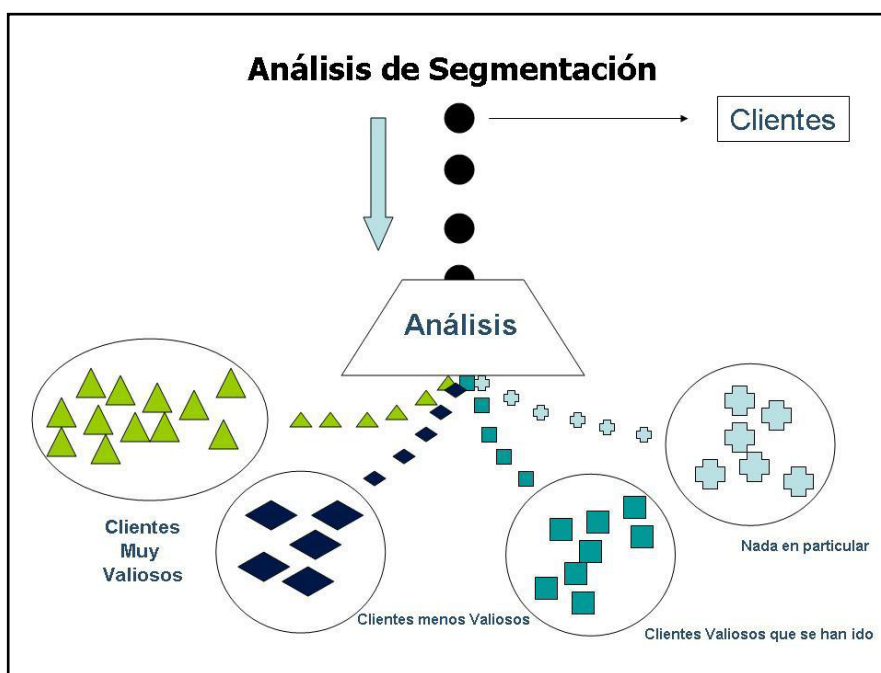 Análisis de Segmentación
Clientes
Análisis
Clientes
Muy
Valiosos
Nada en particular
Clientes menos Valiosos
Clientes Valiosos que se han ido